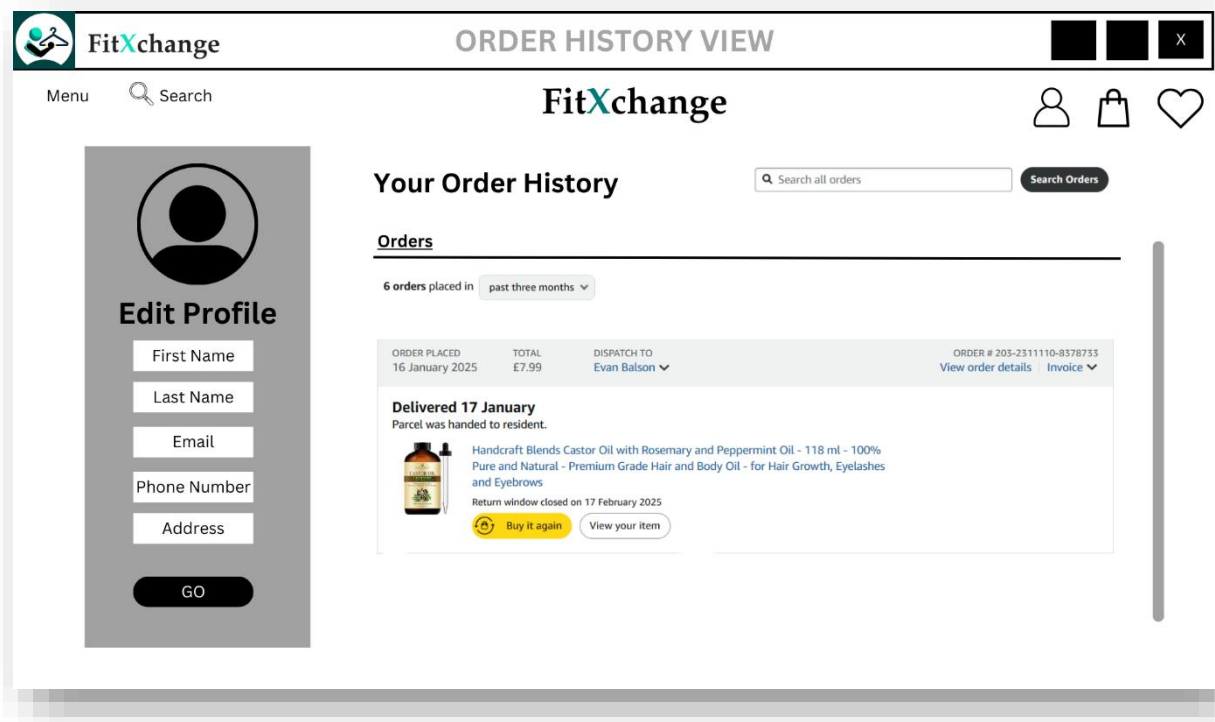 FitXchange
ORDER HISTORY VIEW
X
Menu
Search
FitXchange
Edit Profile
First Name
Last Name
Email
Phone Number
Address
GO
Your Order History
Search all orders
Search Orders
Orders
6 orders placed in past three months
ORDER PLACED TOTAL DISPATCH TO ORDER # 203-2311110-8378733
16 January 2025 £7.99 Evan Balson View order details Invoice
Delivered 17 January
Parcel was handed to resident.
Handcraft Blends Castor Oil with Rosemary and Peppermint Oil - 118 ml - 100%
Pure and Natural - Premium Grade Hair and Body Oil - for Hair Growth, Eyelashes
and Eyebrows
Return window closed on 17 February 2025
Buy it again
View your item